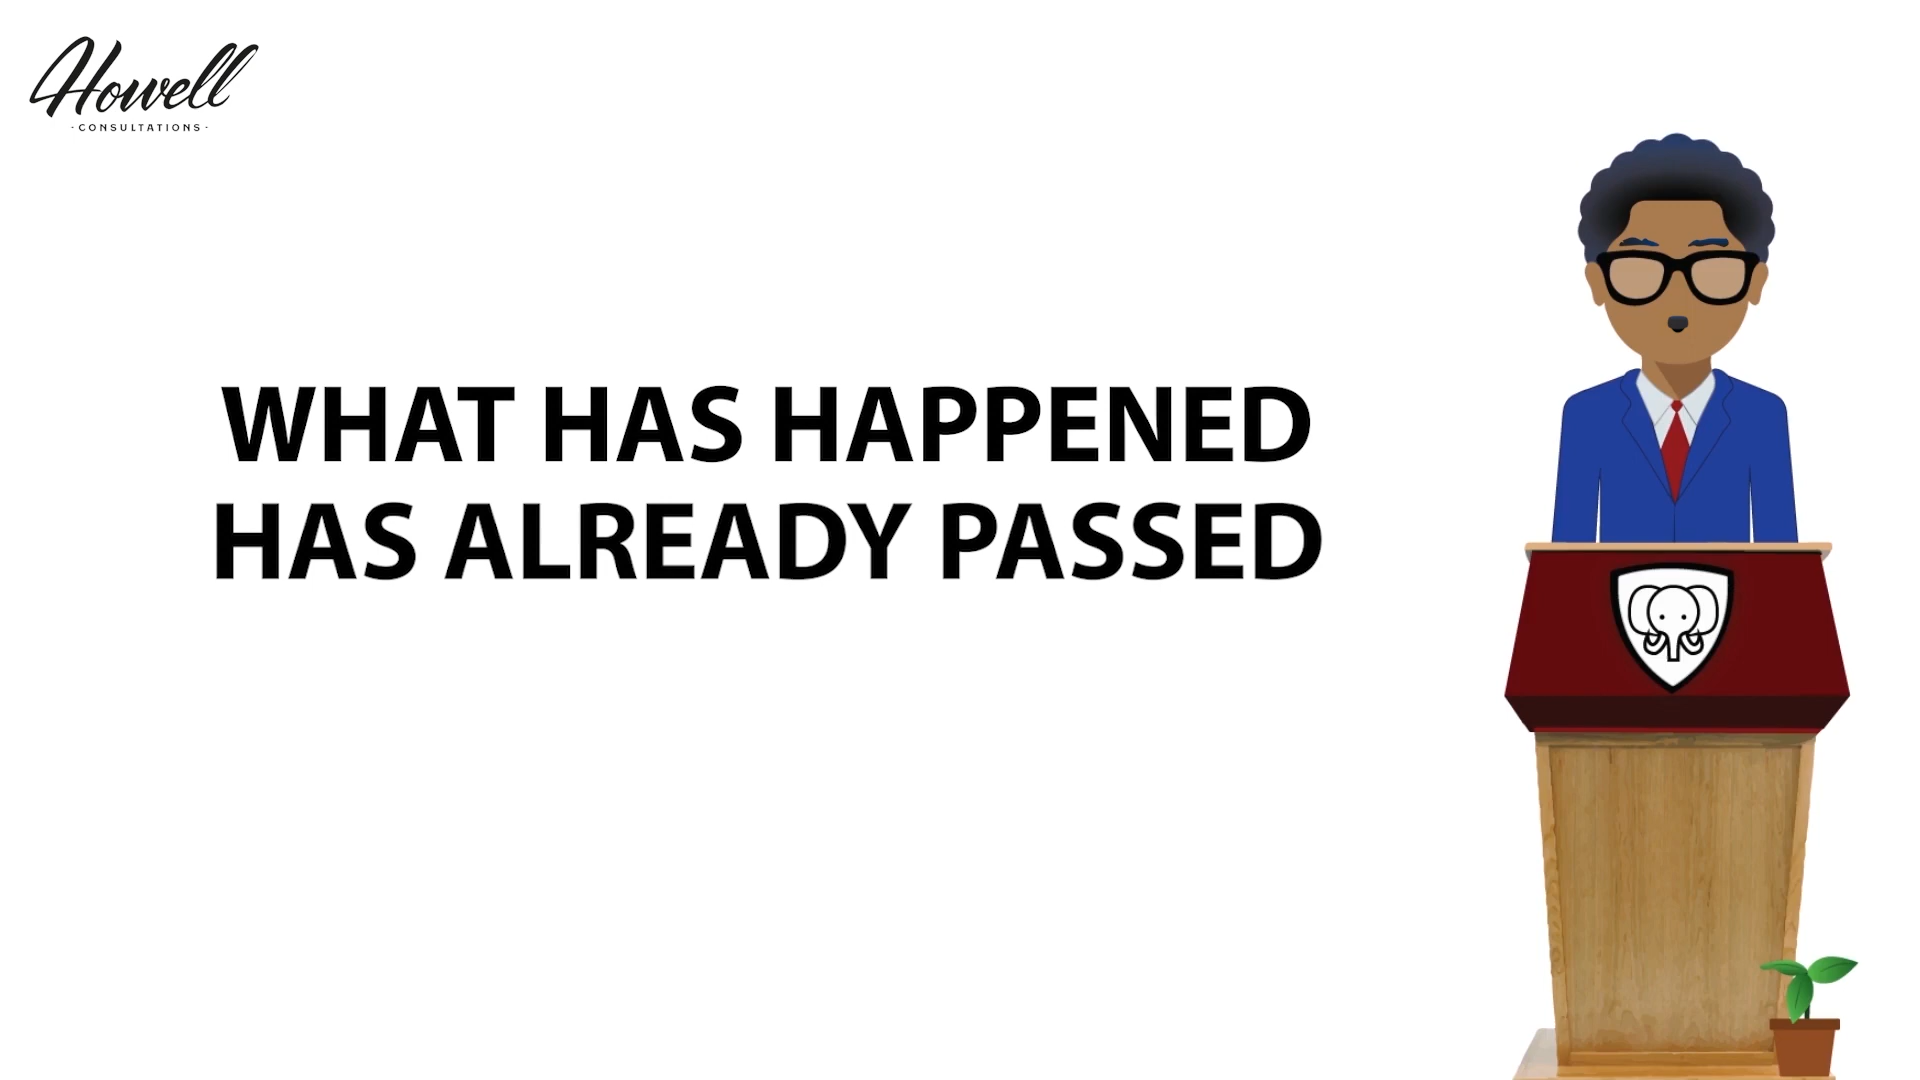 Howell
·CONSULTATIONS·
WHAT HAS HAPPENED
HAS ALREADY PASSED